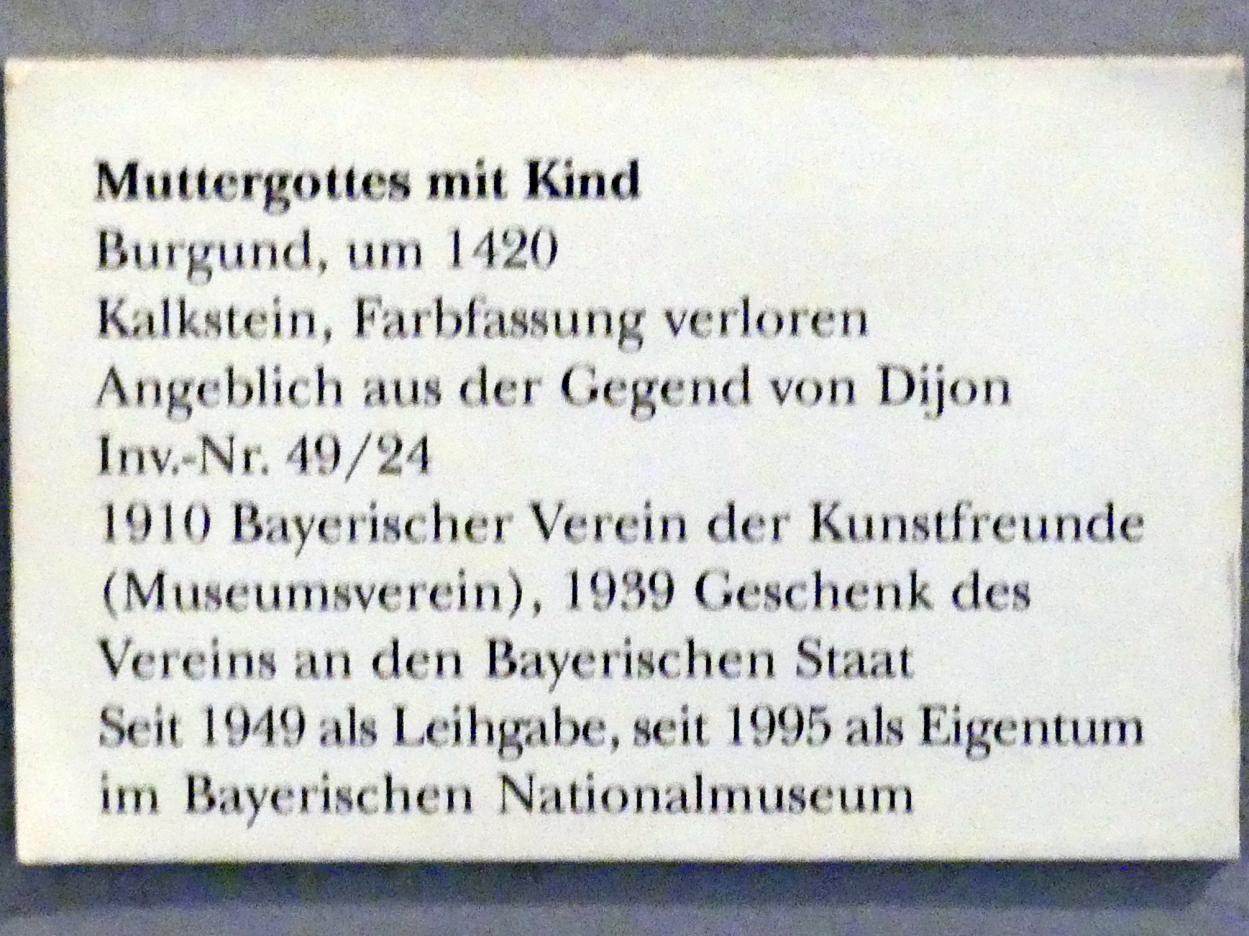 Muttergottes mit Kind
Burgund, um 1420
Kalkstein, Farbfassung verloren
Angeblich aus der Gegend von Dijon
Inv.-Nr. 49/24
1910 Bayerischer Verein der Kunstfreunde
(Museumsverein), 1939 Geschenk des
Vereins an den Bayerischen Staat
Seit 1949 als Leihgabe, seit 1995 als Eigentum
im Bayerischen Nationalmuseum